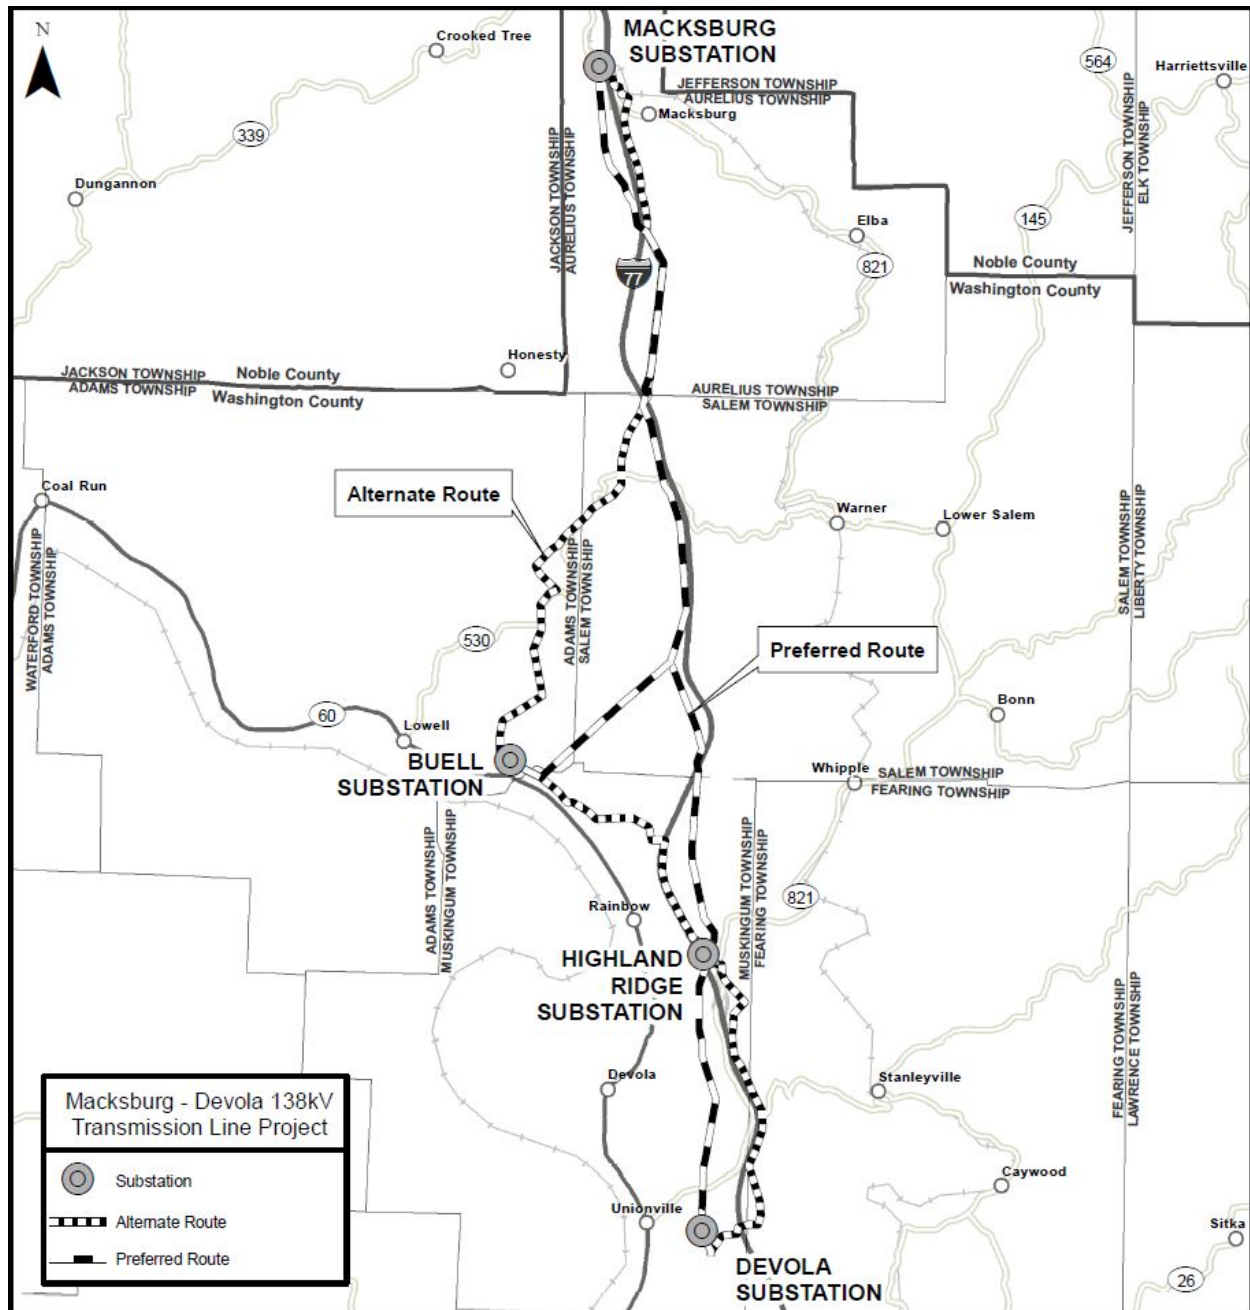 N
MACKSBURG
SUBSTATION
Crooked Tree
564
Harriettsville
JEFFERSON TOWNSHIP
AURELIUS TOWNSHIP
Macksburg
339
JEFFERSON TOWNSHIP
ELK TOWNSHIP
Dungannon
JACKSON TOWNSHIP
AURELIUS TOWNSHIP
Elba
145
821
77
Noble County
Washington County
Honesty
JACKSON TOWNSHIP
ADAMS TOWNSHIP
Noble County
Washington County
AURELIUS TOWNSHIP
SALEM TOWNSHIP
Coal Run
Alternate Route
Warner
Lower Salem
WATERFORD TOWNSHIP
ADAMS TOWNSHIP
ADAMS TOWNSHIP
SALEM TOWNSHIP
SALEM TOWNSHIP
LIBERTY TOWNSHIP
530
Preferred Route
Bonn
60
Lowell
BUELL
SUBSTATION
Whipple
SALEM TOWNSHIP
FEARING TOWNSHIP
ADAMS TOWNSHIP
MUSKINGUM TOWNSHIP
MUSKINGUM TOWNSHIP
FEARING TOWNSHIP
821
Rainbow
HIGHLAND
RIDGE
SUBSTATION
FEARING TOWNSHIP
LAWRENCE TOWNSHIP
Devola
Stanleyville
Caywood
Unionville
Sitka
DEVOLA
SUBSTATION
26
Macksburg - Devola 138kV
Transmission Line Project
Substation
Alternate Route
Preferred Route